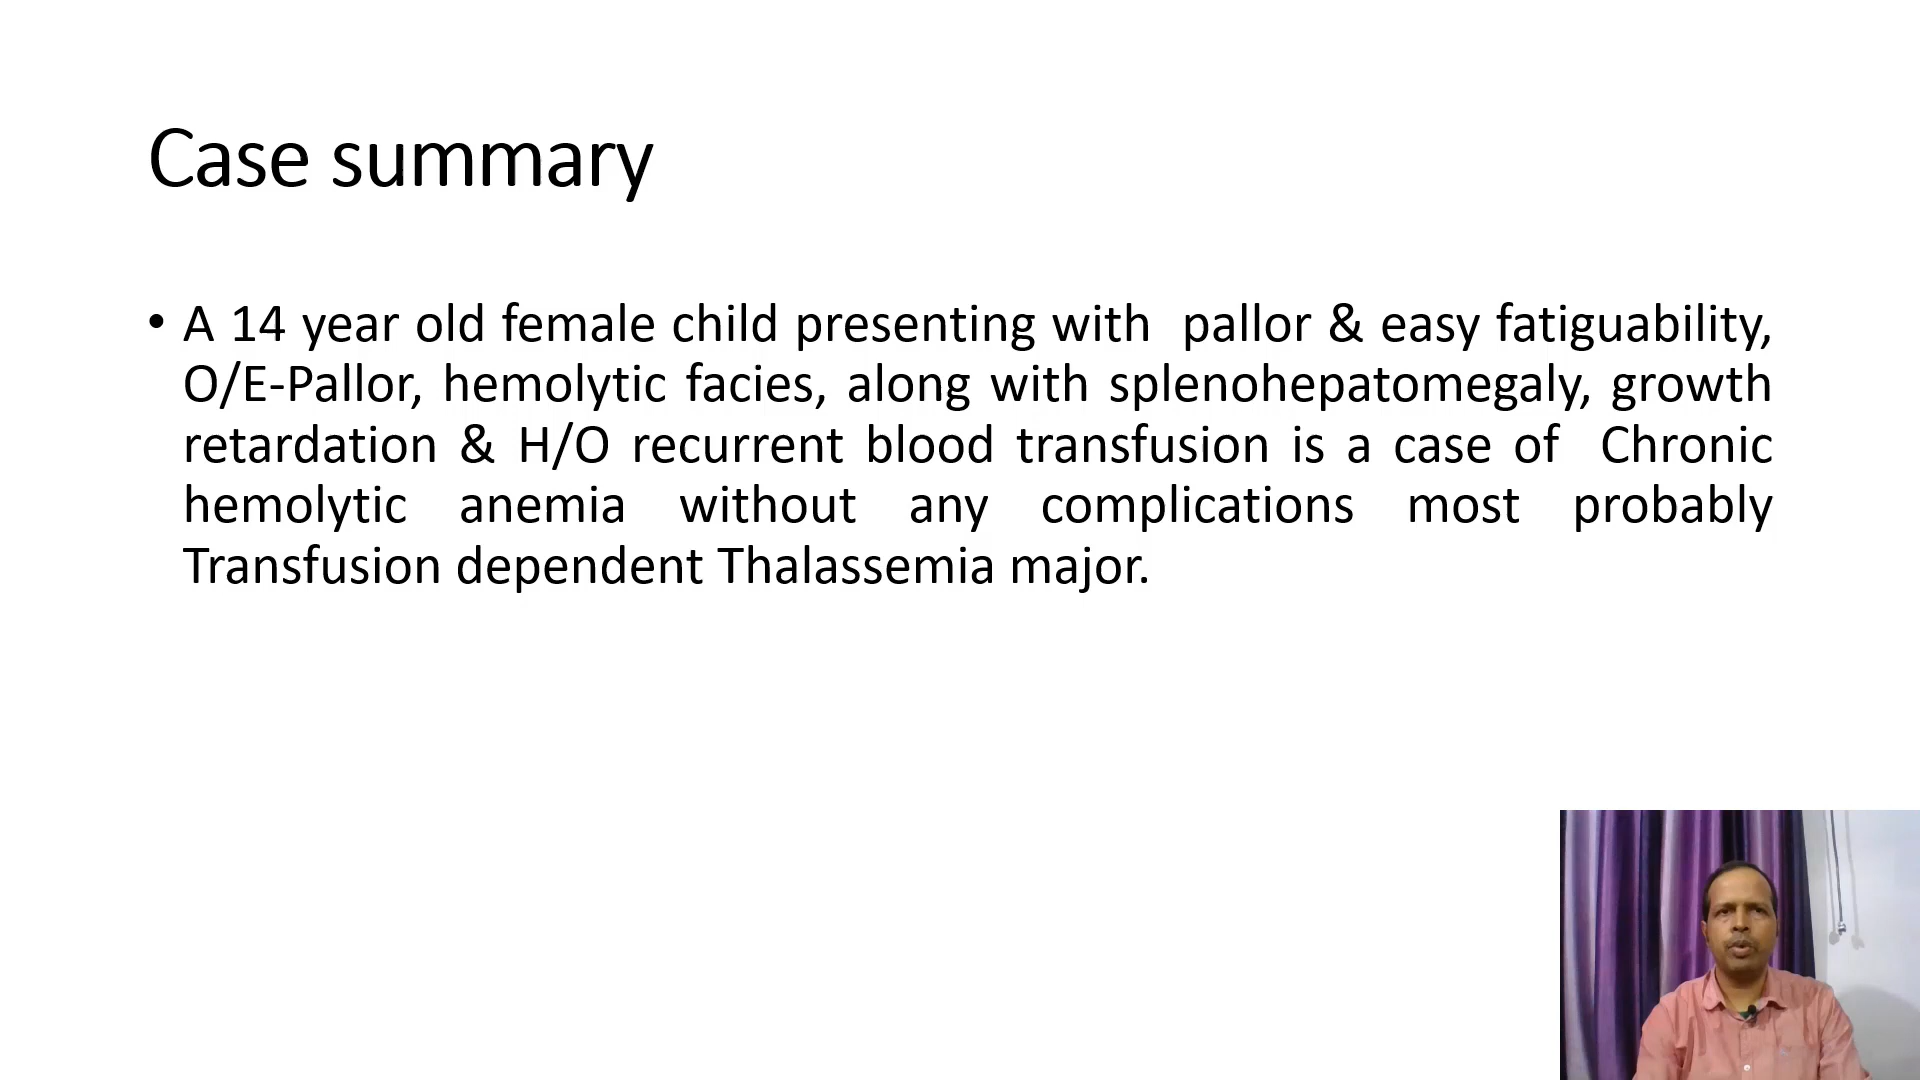 Case summary
• A 14 year old female child presenting with pallor & easy fatiguability,
O/E-Pallor, hemolytic facies, along with splenohepatomegaly, growth
retardation & H/O recurrent blood transfusion is a case of Chronic
hemolytic anemia without any complications most probably
Transfusion dependent Thalassemia major.